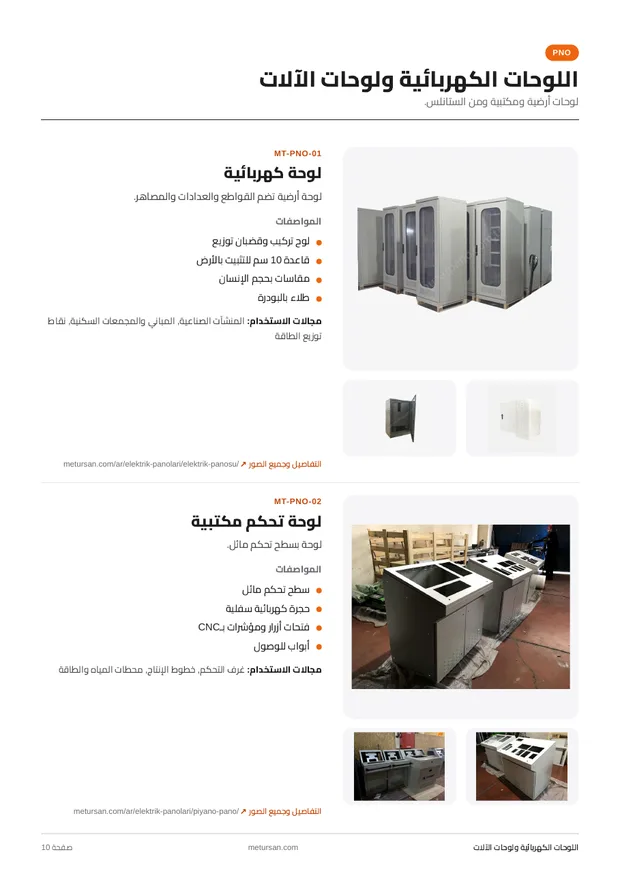 PNO
اللوحات الكهربائية ولوحات الآلات
لوحات أرضية ومكتبية ومن الستانلس.
MT-PNO-01
لوحة كهربائية
لوحة أرضية تضم القواطع والعدادات والمصاهر.
المواصفات
لوح تركيب وقضبان توزيع
قاعدة 10 سم للتثبيت بالأرض
مقاسات بحجم الإنسان
طلاء بالبودرة
مجالات الاستخدام: المنشآت الصناعية، المباني والمجمعات السكنية، نقاط
توزيع الطاقة
التفاصيل وجميع الصور ↗ metursan.com/ar/elektrik-panolari/elektrik-panosu/
MT-PNO-02
لوحة تحكم مكتبية
لوحة بسطح تحكم مائل.
المواصفات
سطح تحكم مائل
حجرة كهربائية سفلية
فتحات أزرار ومؤشرات بـCNC
أبواب للوصول
مجالات الاستخدام: غرف التحكم، خطوط الإنتاج، محطات المياه والطاقة
التفاصيل وجميع الصور ↗ metursan.com/ar/elektrik-panolari/piyano-pano/
اللوحات الكهربائية ولوحات الآلات
metursan.com
صفحة 10